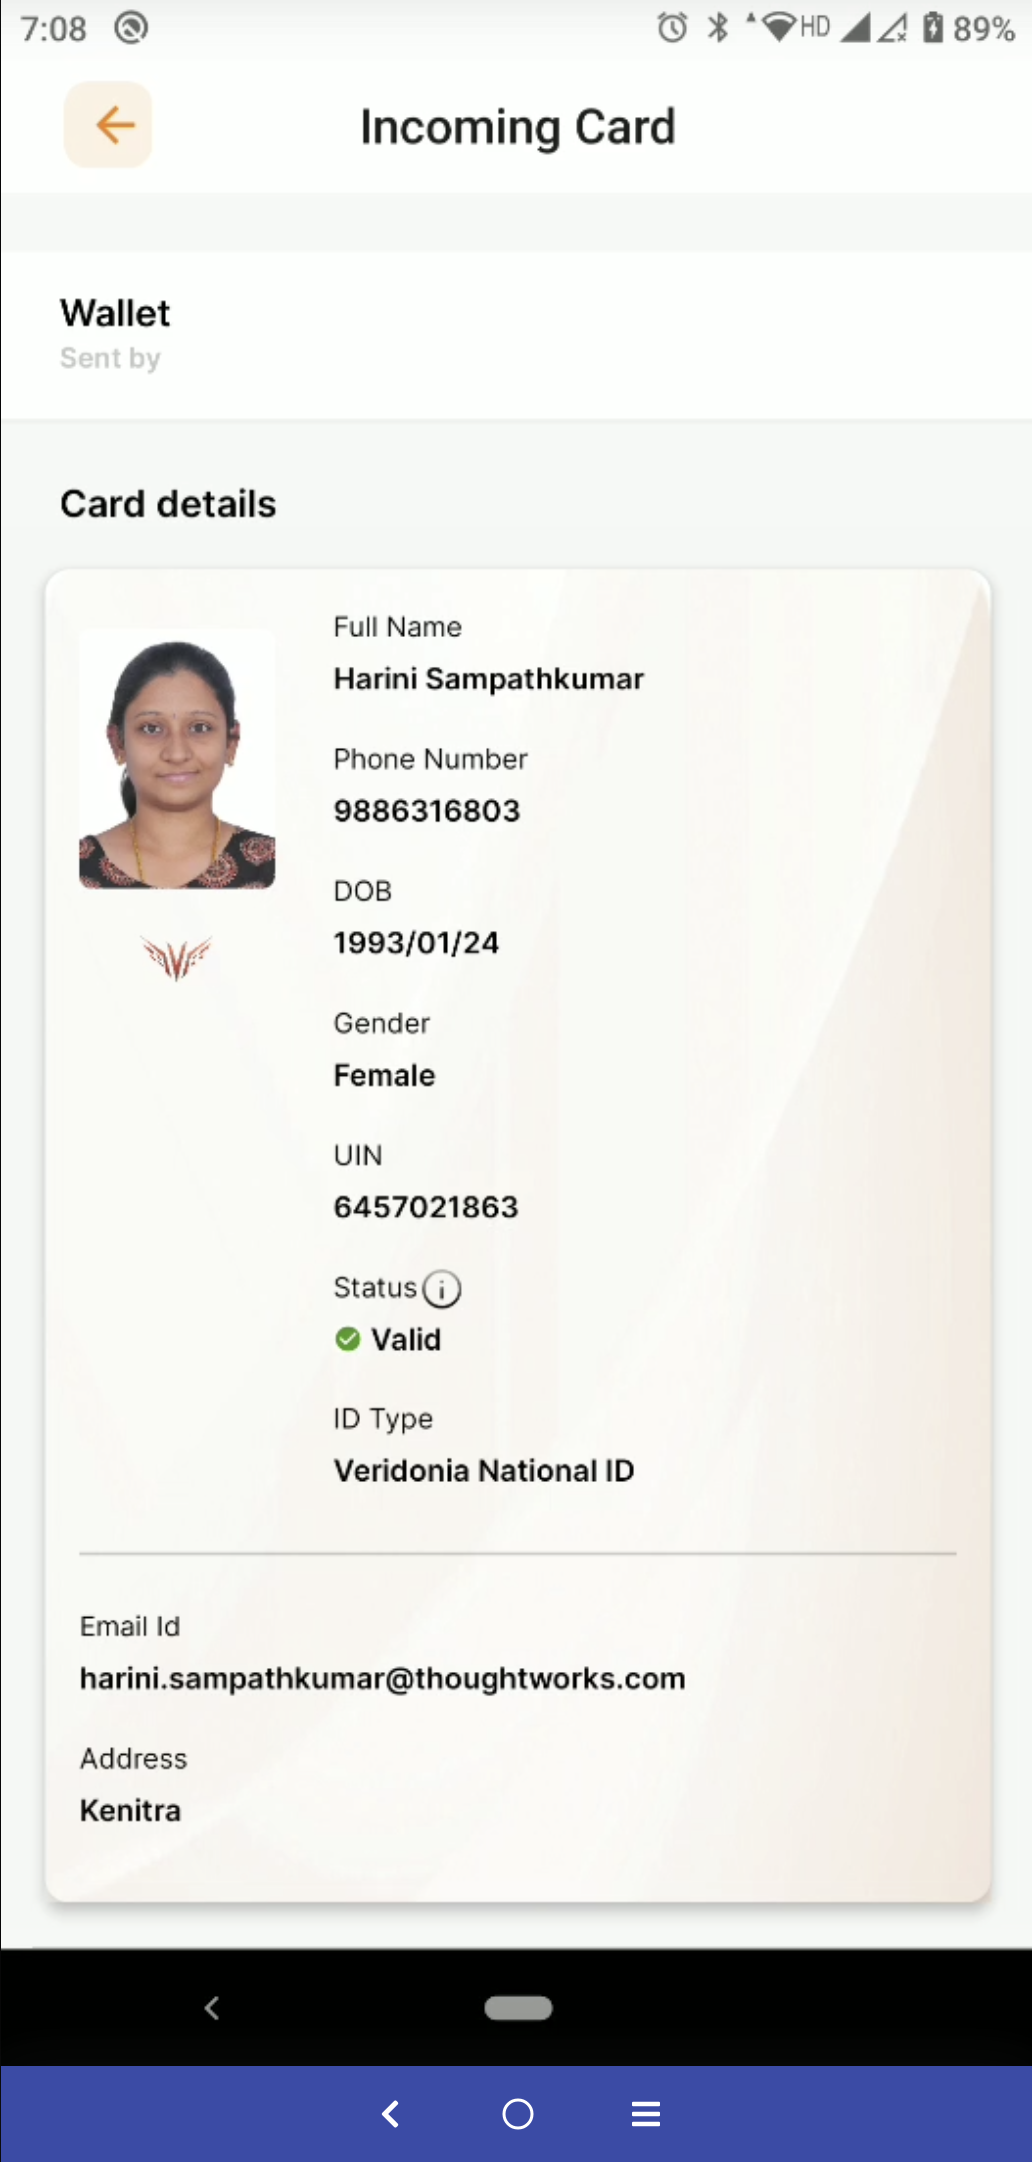 7:08 HD 89%
Incoming Card
Wallet
Sent by
Card details
Full Name
Harini Sampathkumar
Phone Number
9886316803
DOB
1993/01/24
Gender
Female
UIN
6457021863
Status
Valid
ID Type
Veridonia National ID
Email Id
harini.sampathkumar@thoughtworks.com
Address
Kenitra